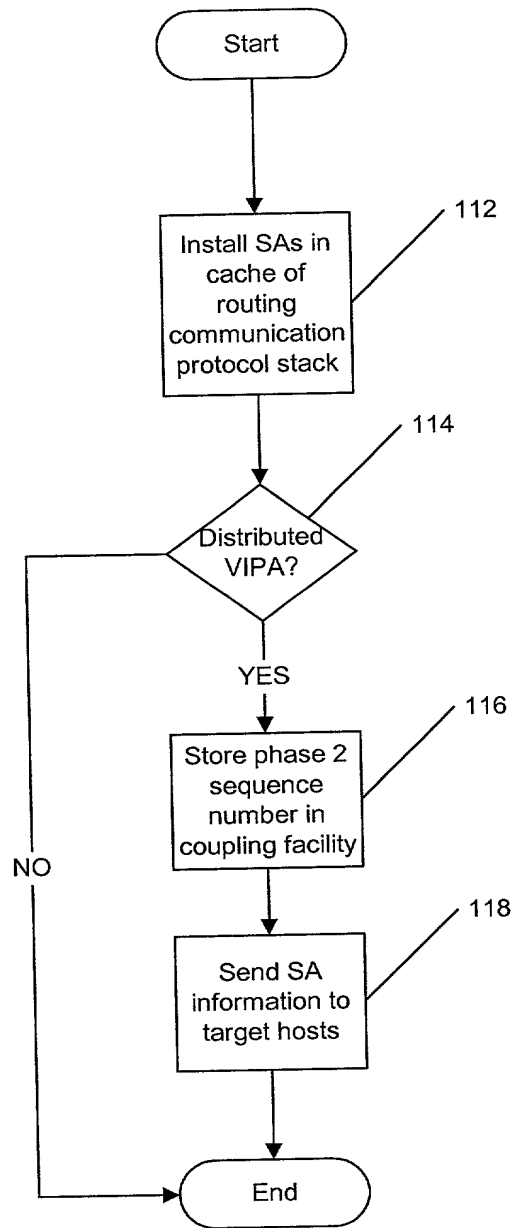 Start
112
Install SAs in
cache of
routing
communication
protocol stack
114
Distributed
VIPA?
YES
116
Store phase 2
sequence
number in
coupling facility
NO
118
Send SA
information to
target hosts
End